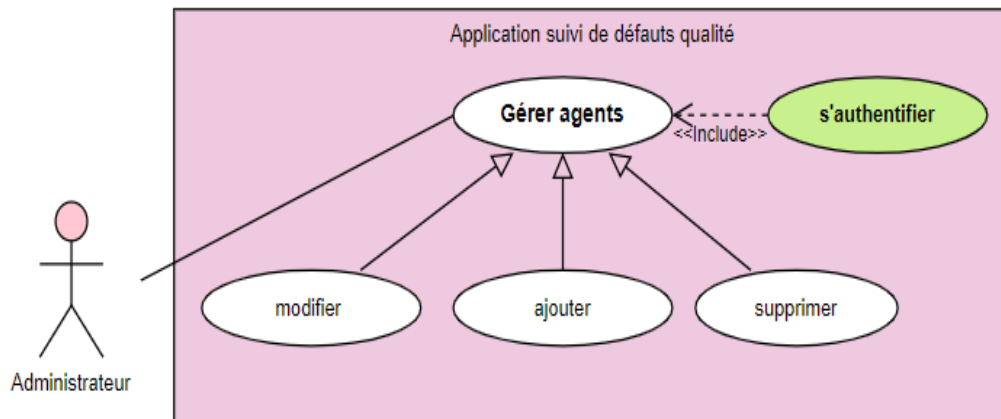 Application suivi de défauts qualité
Gérer agents
<<Include>>
s'authentifier
modifier
ajouter
supprimer
Administrateur